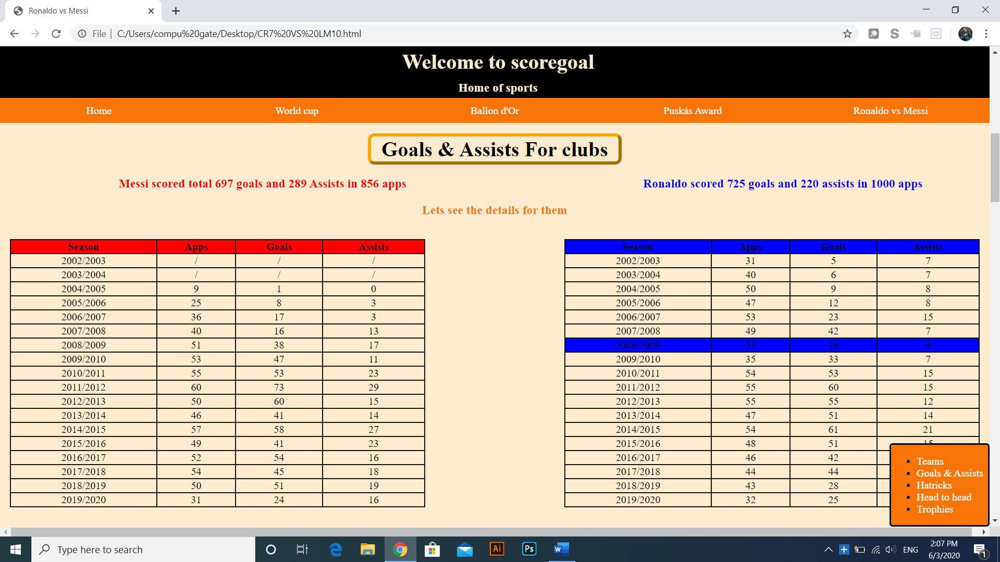 Ronaldo vs Messi
File | C:/Users/compu%20gate/Desktop/CR7%20VS%20LM10.html
Welcome to scoregoal
Home of sports
Home World cup Ballon d'Or Puskás Award Ronaldo vs Messi
Goals & Assists For clubs
Messi scored total 697 goals and 289 Assists in 856 apps
Ronaldo scored 725 goals and 220 assists in 1000 apps
Lets see the details for them
Season Apps Goals Assists
2002/2003 / / /
2003/2004 / / /
2004/2005 9 1 0
2005/2006 25 8 3
2006/2007 36 17 3
2007/2008 40 16 13
2008/2009 51 38 17
2009/2010 53 47 11
2010/2011 55 53 23
2011/2012 60 73 29
2012/2013 50 60 15
2013/2014 46 41 14
2014/2015 57 58 27
2015/2016 49 41 23
2016/2017 52 54 16
2017/2018 54 45 18
2018/2019 50 51 19
2019/2020 31 24 16
Season Apps Goals Assists
2002/2003 31 5 7
2003/2004 40 6 7
2004/2005 50 9 8
2005/2006 47 12 8
2006/2007 53 23 15
2007/2008 49 42 7
2008/2009 53 26 9
2009/2010 35 33 7
2010/2011 54 53 15
2011/2012 55 60 15
2012/2013 55 55 12
2013/2014 47 51 14
2014/2015 54 61 21
2015/2016 48 51
2016/2017 46 42
2017/2018 44 44
2018/2019 43 28
2019/2020 32 25
• Teams
• Goals & Assists
• Hatricks
• Head to head
• Trophies
Type here to search
Ai
Ps
W
ENG
2:07 PM
6/3/2020
1